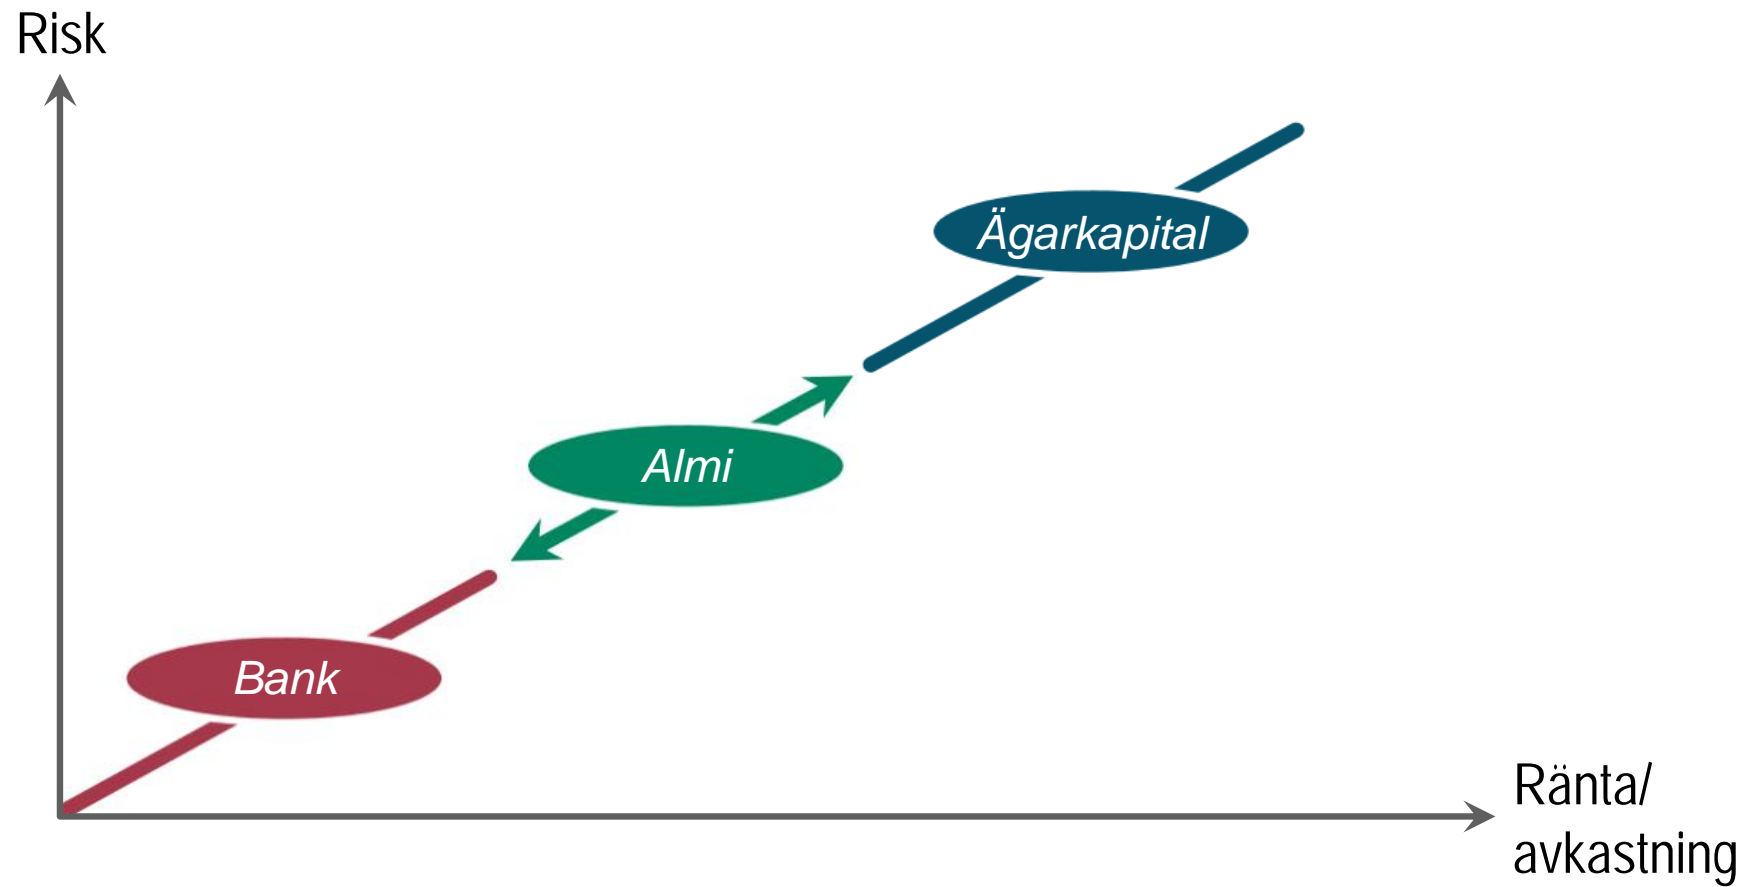 Risk
Ägarkapital
Almi
Bank
Ränta/
avkastning